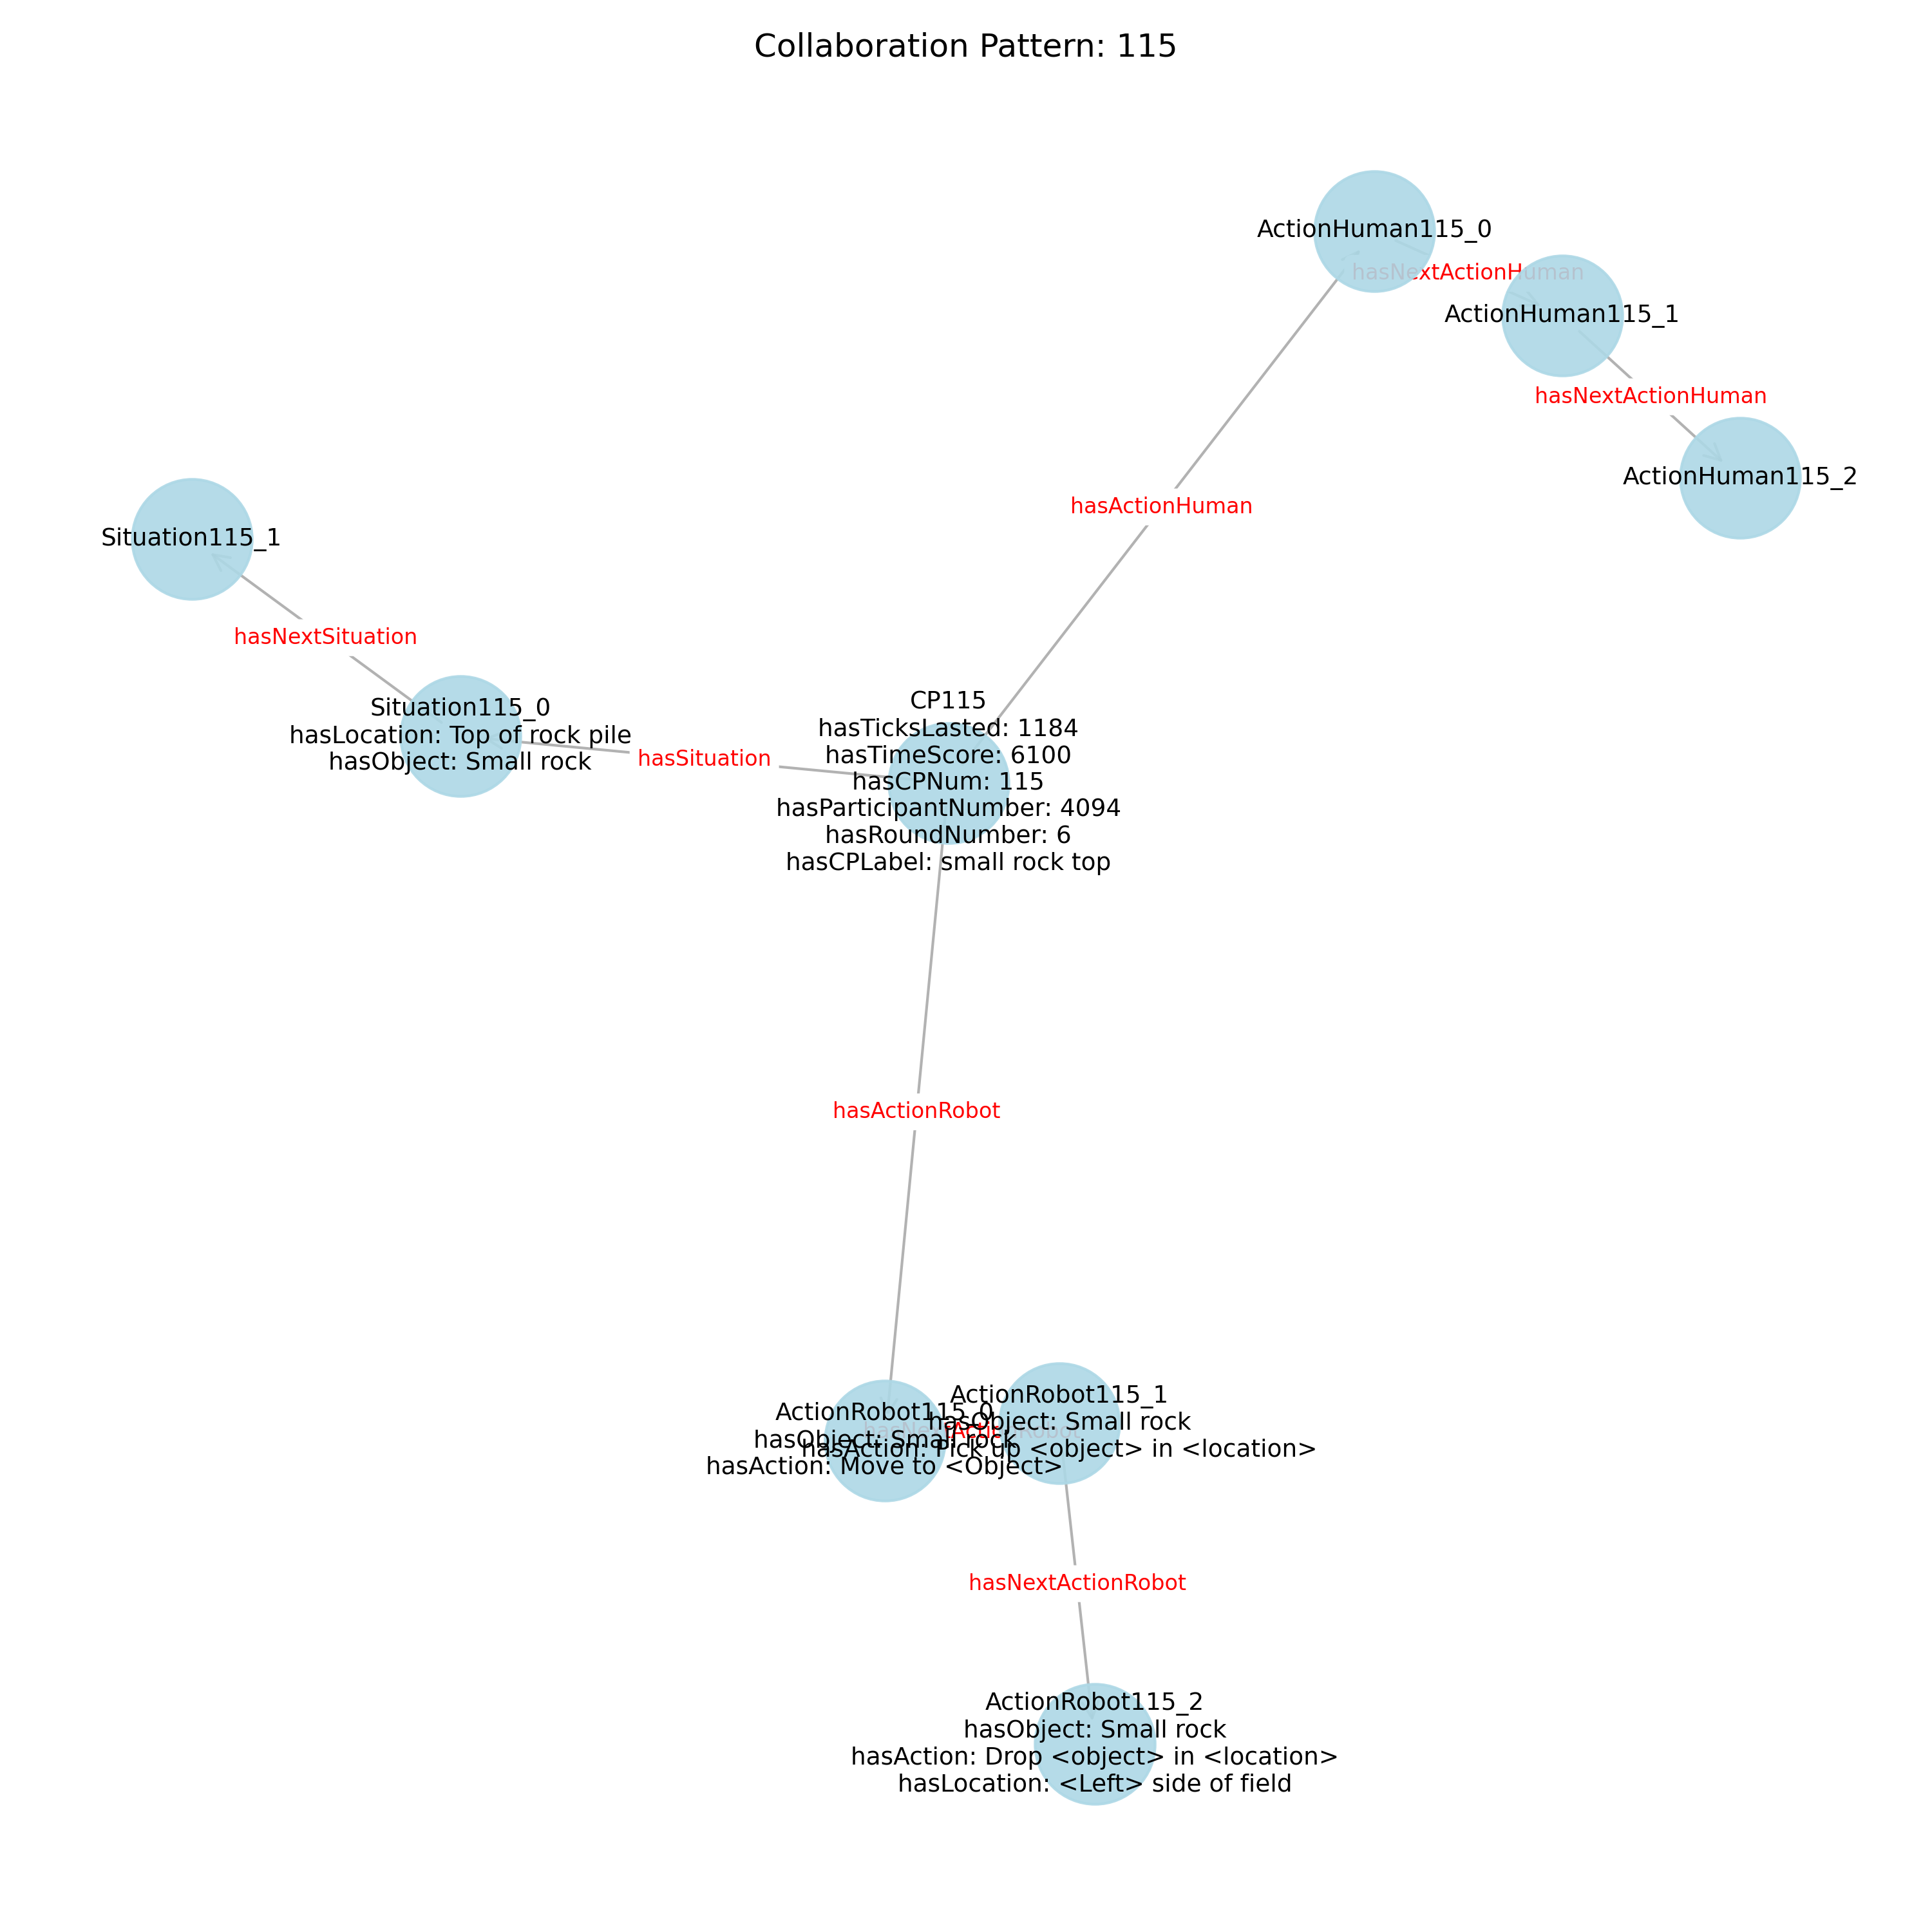 Collaboration Pattern: 115
ActionHuman115_0
hasNextActionHuman
ActionHuman115_1
hasNextActionHuman
ActionHuman115_2
hasActionHuman
Situation115_1
hasNextSituation
Situation115_0
hasLocation: Top of rock pile
hasObject: Small rock
hasSituation
CP115
hasTicksLasted: 1184
hasTimeScore: 6100
hasCPNum: 115
hasParticipantNumber: 4094
hasRoundNumber: 6
hasCPLabel: small rock top
hasActionRobot
ActionRobot115_0
hasObject: Small rock
hasAction: Move to <Object>
hasNextActionRobot
ActionRobot115_1
hasObject: Small rock
hasAction: Pick up <object> in <location>
hasNextActionRobot
ActionRobot115_2
hasObject: Small rock
hasAction: Drop <object> in <location>
hasLocation: <Left> side of field